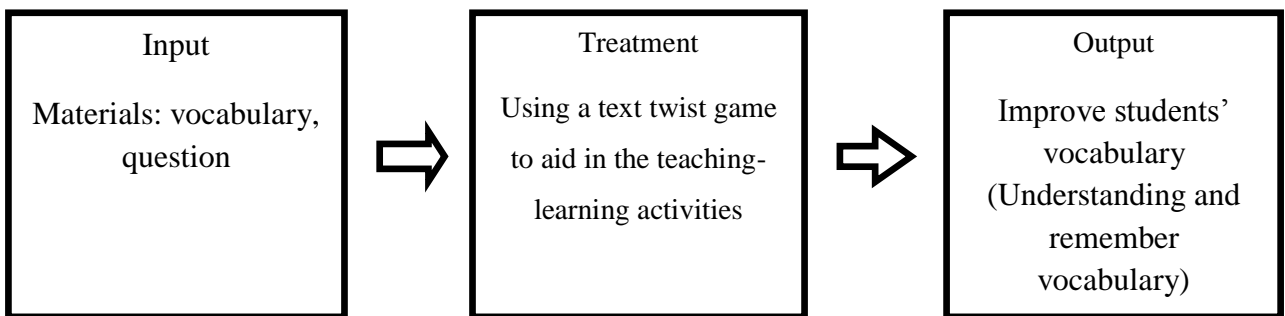 Input
Materials: vocabulary,
question
Treatment
Using a text twist game
to aid in the teaching-
learning activities
Output
Improve students’
vocabulary
(Understanding and
remember
vocabulary)